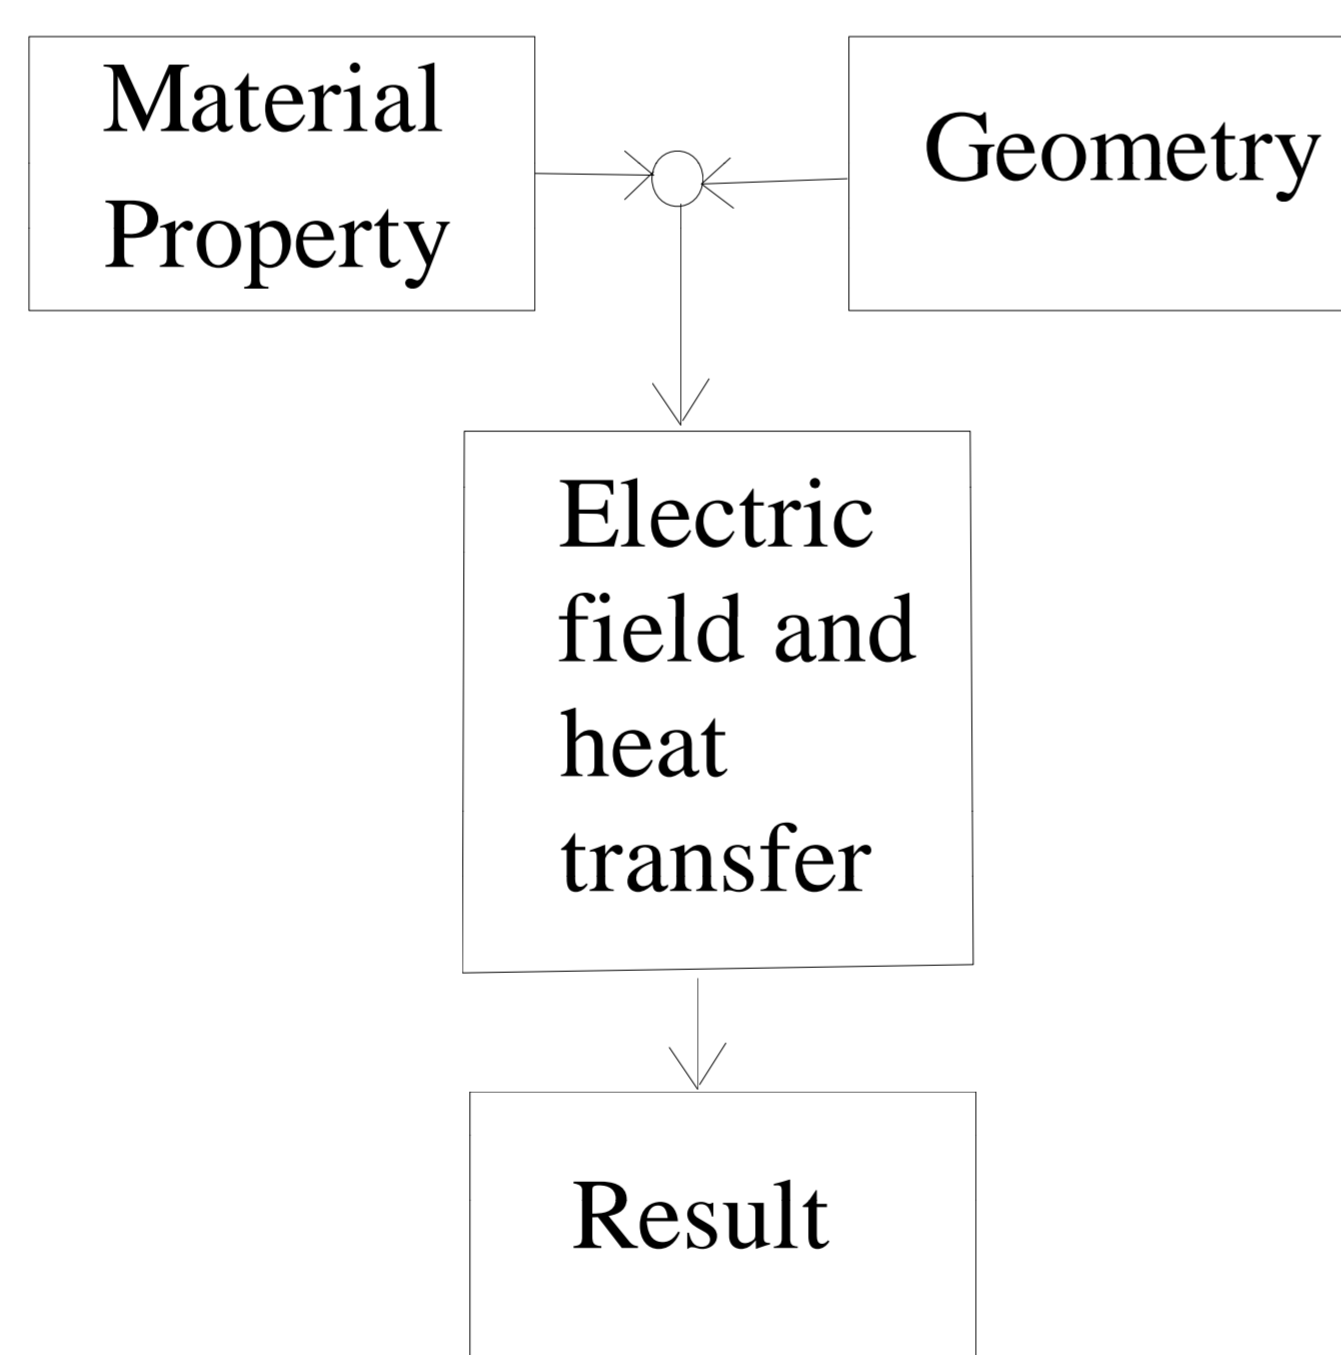 Material
Property
Geometry
Electric
field and
heat
transfer
Result